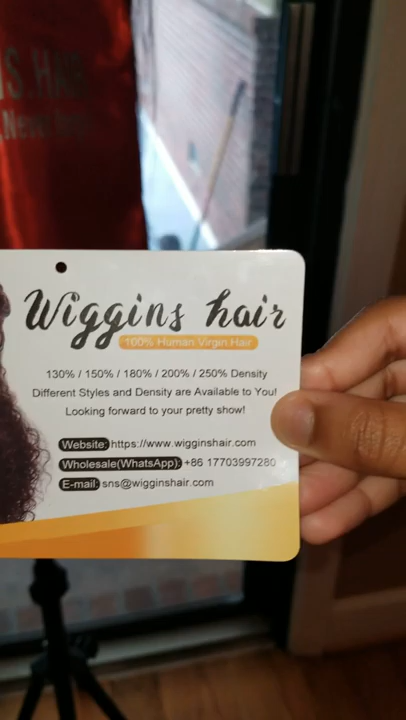 S.HAIR
Never
Wiggins hair
100% Human Virgin Hair
130% / 150% / 180% / 200% / 250% Density
Different Styles and Density are Available to You!
Looking forward to your pretty show!
Website: https://www.wigginshair.com
Wholesale(WhatsApp): +86 17703997280
E-mail: sns@wigginshair.com